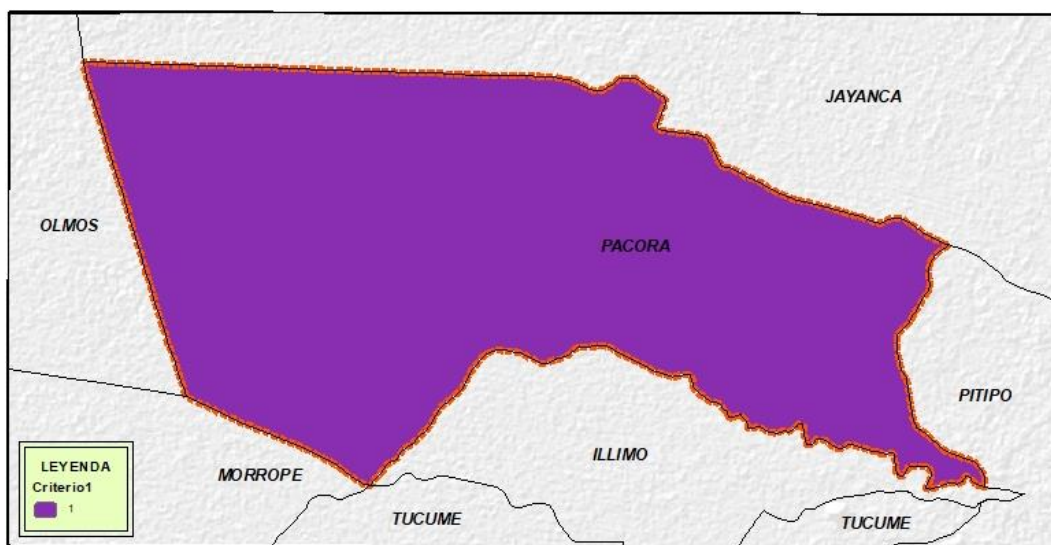 JAYANCA
OLMOS
PACORA
PITIPO
ILLIMO
MORROPE
TUCUME
TUCUME
LEYENDA
Criterio1
1